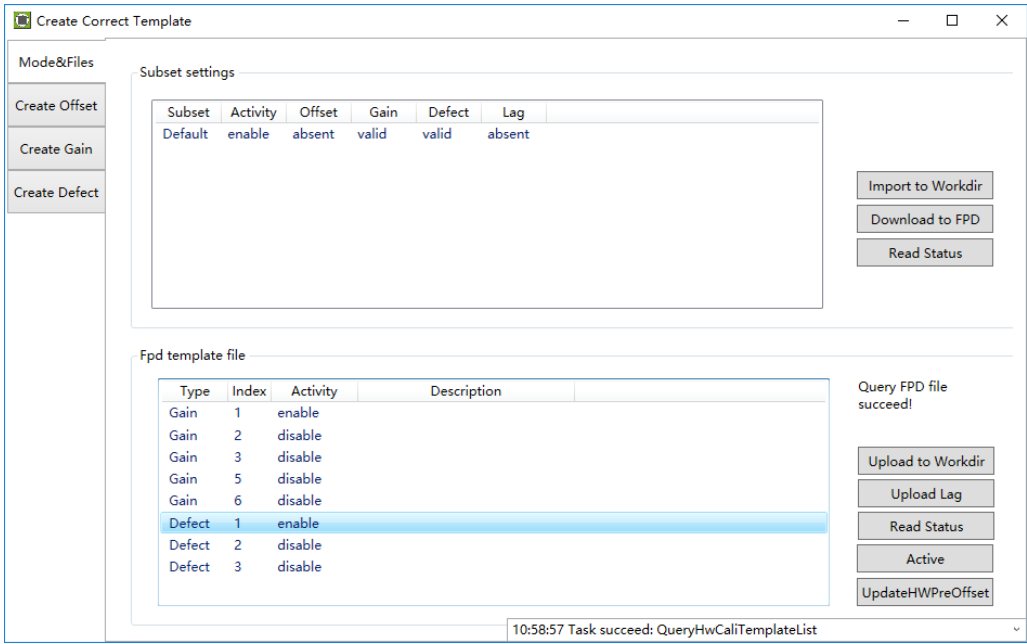 Create Correct Template
Mode&Files
Create Offset
Create Gain
Create Defect
Subset settings
Subset Activity Offset Gain Defect Lag
Default enable absent valid valid absent
Import to Workdir
Download to FPD
Read Status
Fpd template file
Type Index Activity Description
Gain 1 enable
Gain 2 disable
Gain 3 disable
Gain 5 disable
Gain 6 disable
Defect 1 enable
Defect 2 disable
Defect 3 disable
Query FPD file
succeed!
Upload to Workdir
Upload Lag
Read Status
Active
UpdateHWPreOffset
10:58:57 Task succeed: QueryHwCaliTemplateList